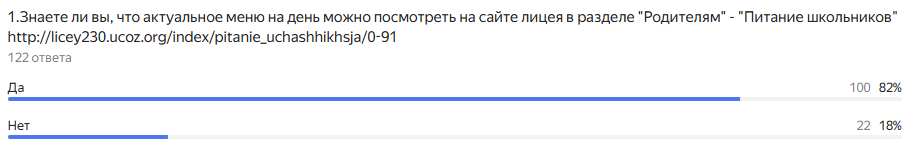 1.Знаете ли вы, что актуальное меню на день можно посмотреть на сайте лицея в разделе "Родителям" - "Питание школьников"
http://licey230.ucoz.org/index/pitanie_uchashhikhsja/0-91
122 ответа
Да 100 82%
Нет 22 18%